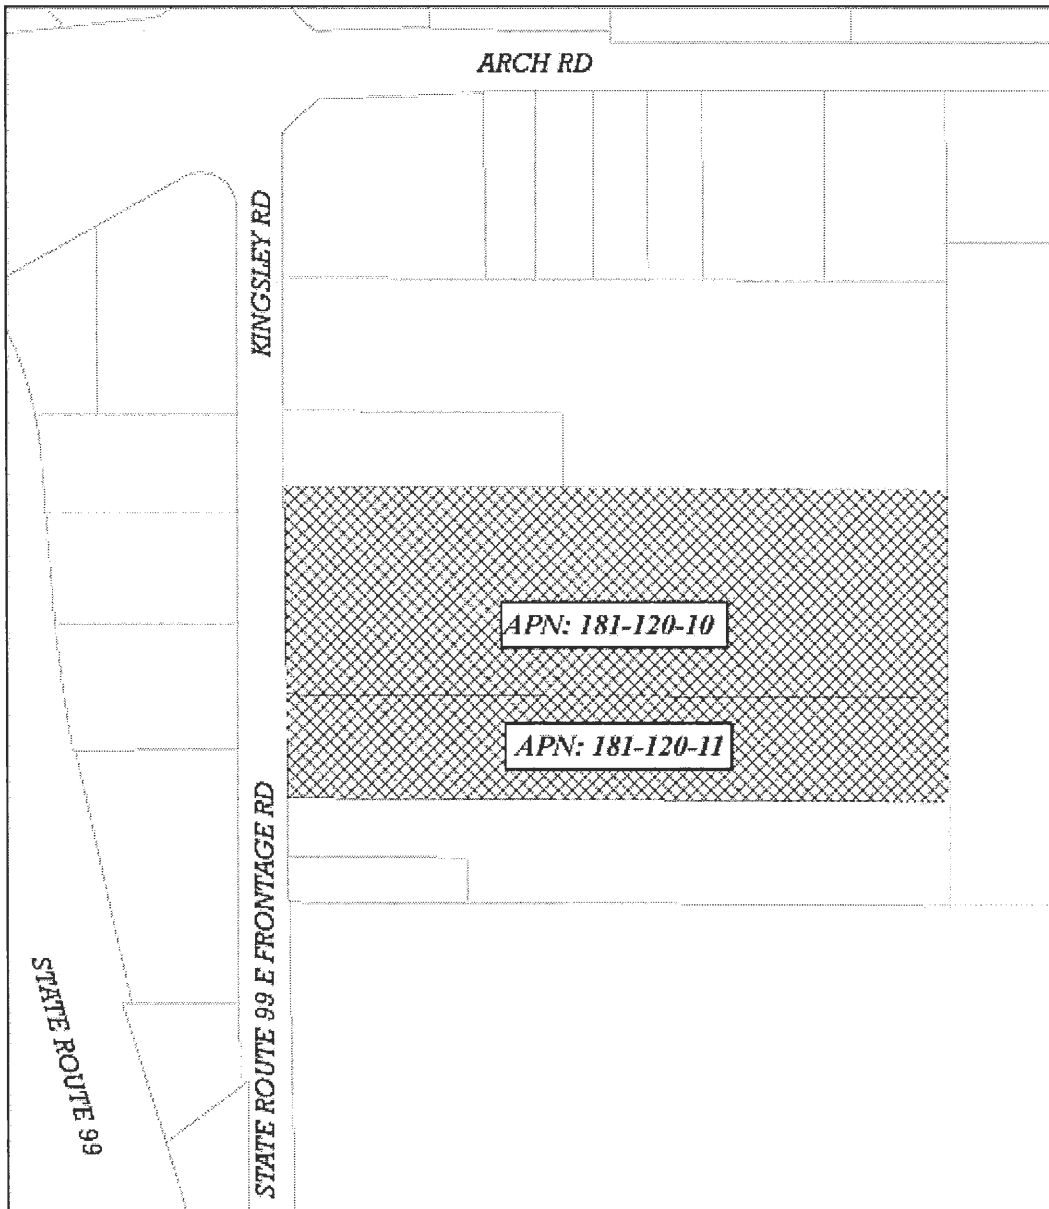 ARCH RD
KINGSLEY RD
APN: 181-120-10
APN: 181-120-11
STATE ROUTE 99 E FRONTAGE RD
STATE ROUTE 99